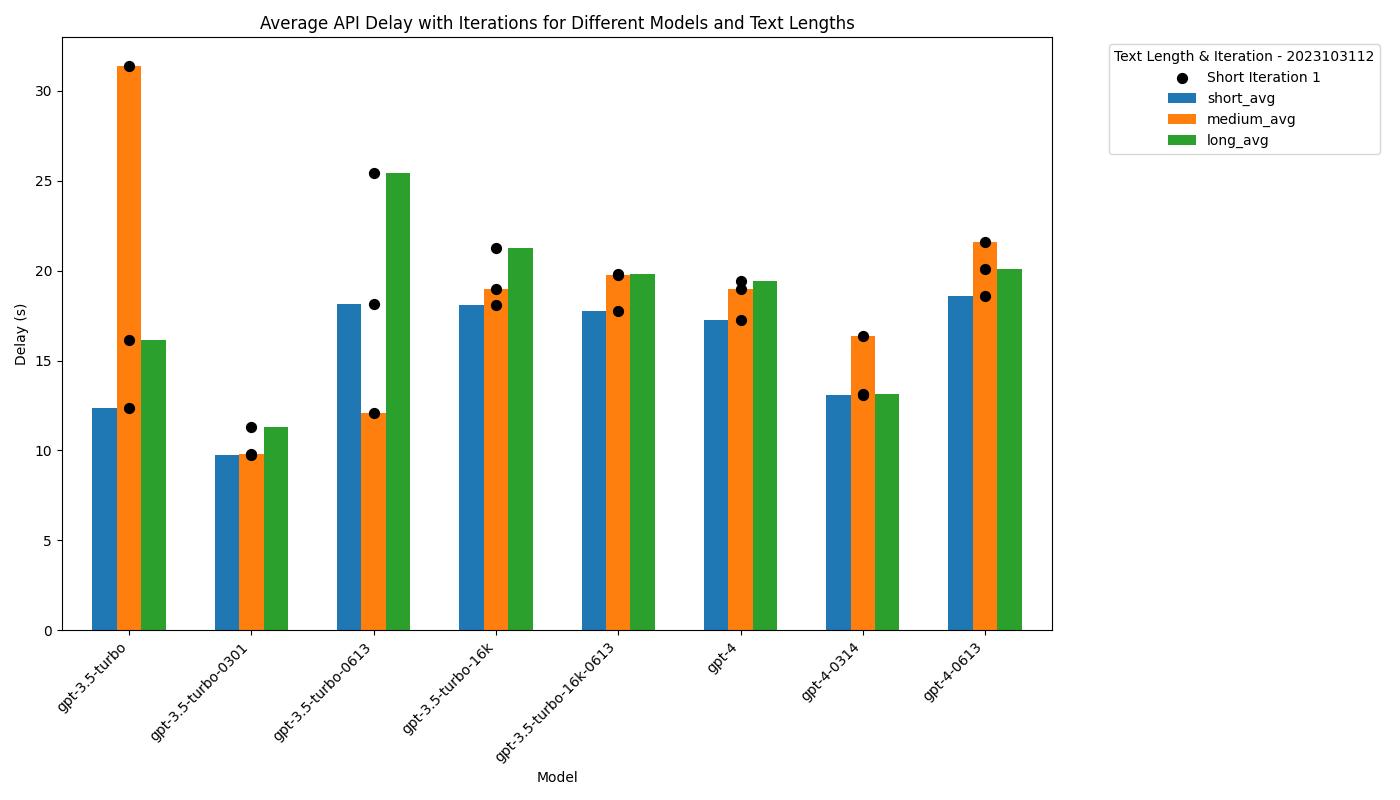 Average API Delay with Iterations for Different Models and Text Lengths
Text Length & Iteration - 2023103112
Short Iteration 1
short_avg
medium_avg
long_avg
Delay (s)
30
25
20
15
10
5
0
gpt-3.5-turbo
gpt-3.5-turbo-0301
gpt-3.5-turbo-0613
gpt-3.5-turbo-16k
gpt-3.5-turbo-16k-0613
gpt-4
gpt-4-0314
gpt-4-0613
Model